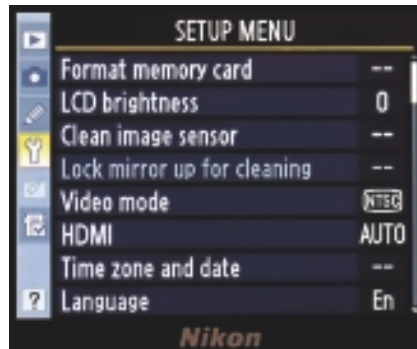 SETUP MENU
Format memory card --
LCD brightness 0
Clean image sensor --
Lock mirror up for cleaning --
Video mode NTSC
HDMI AUTO
Time zone and date --
? Language En
Nikon